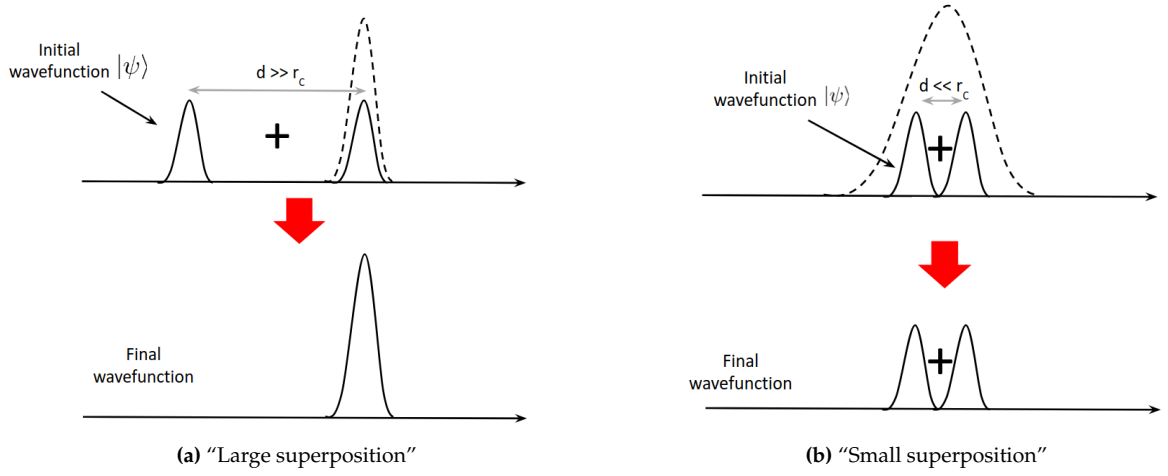 Initial
wavefunction |ψ⟩
d >> r_c
+
Final
wavefunction
(a) “Large superposition”
Initial
wavefunction |ψ⟩
d << r_c
+
Final
wavefunction
+
(b) “Small superposition”